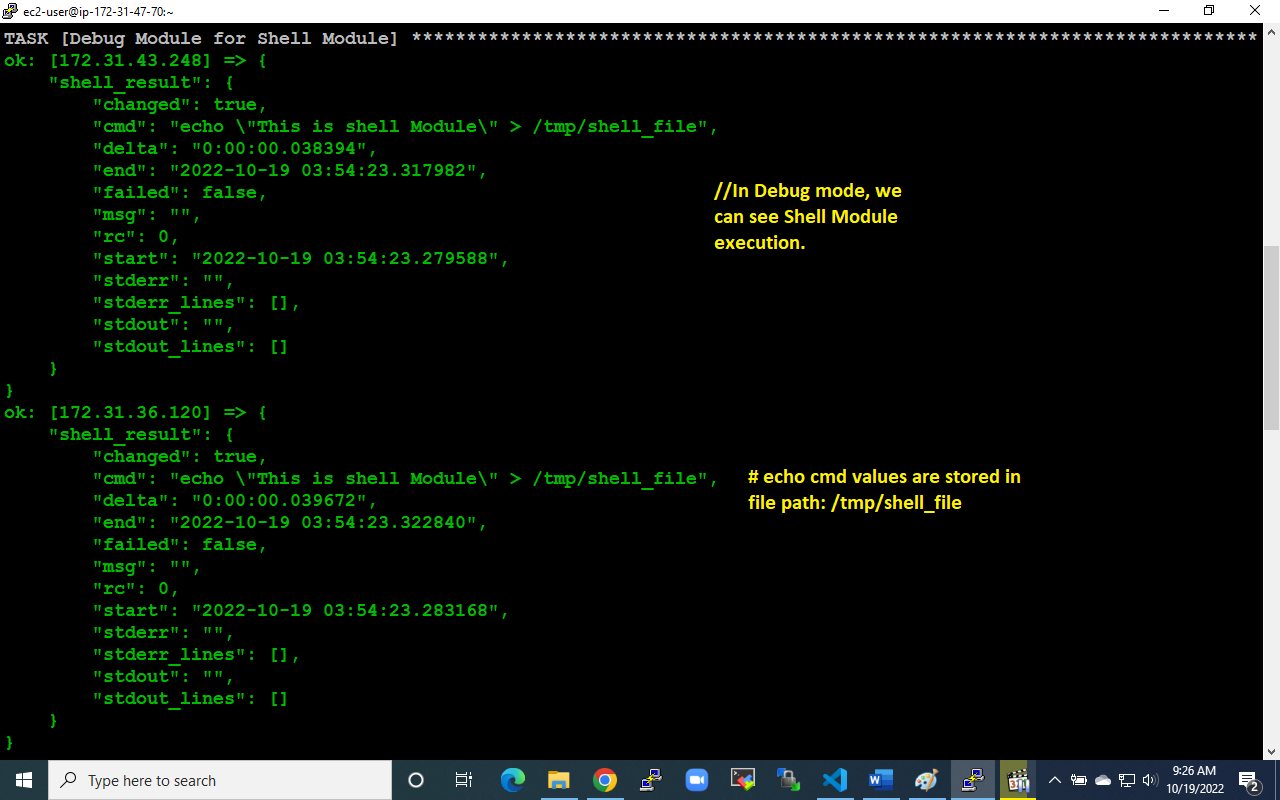 ec2-user@ip-172-31-47-70:~
TASK [Debug Module for Shell Module] *****************************************************************************
ok: [172.31.43.248] => {
    "shell_result": {
        "changed": true,
        "cmd": "echo \"This is shell Module\" > /tmp/shell_file",
        "delta": "0:00:00.038394",
        "end": "2022-10-19 03:54:23.317982",
        "failed": false,
        "msg": "",
        "rc": 0,
        "start": "2022-10-19 03:54:23.279588",
        "stderr": "",
        "stderr_lines": [],
        "stdout": "",
        "stdout_lines": []
    }
}
//In Debug mode, we
can see Shell Module
execution.
ok: [172.31.36.120] => {
    "shell_result": {
        "changed": true,
        "cmd": "echo \"This is shell Module\" > /tmp/shell_file",
        "delta": "0:00:00.039672",
        "end": "2022-10-19 03:54:23.322840",
        "failed": false,
        "msg": "",
        "rc": 0,
        "start": "2022-10-19 03:54:23.283168",
        "stderr": "",
        "stderr_lines": [],
        "stdout": "",
        "stdout_lines": []
    }
}
# echo cmd values are stored in
file path: /tmp/shell_file
Type here to search
9:26 AM
10/19/2022
2